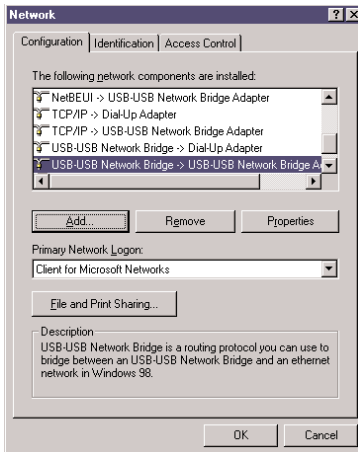 Network
Configuration Identification Access Control
The following network components are installed:
NetBEUI -> USB-USB Network Bridge Adapter
TCP/IP -> Dial-Up Adapter
TCP/IP -> USB-USB Network Bridge Adapter
USB-USB Network Bridge -> Dial-Up Adapter
USB-USB Network Bridge -> USB-USB Network Bridge A
Add... Remove Properties
Primary Network Logon:
Client for Microsoft Networks
File and Print Sharing...
Description
USB-USB Network Bridge is a routing protocol you can use to
bridge between an USB-USB Network Bridge and an ethernet
network in Windows 98.
OK Cancel